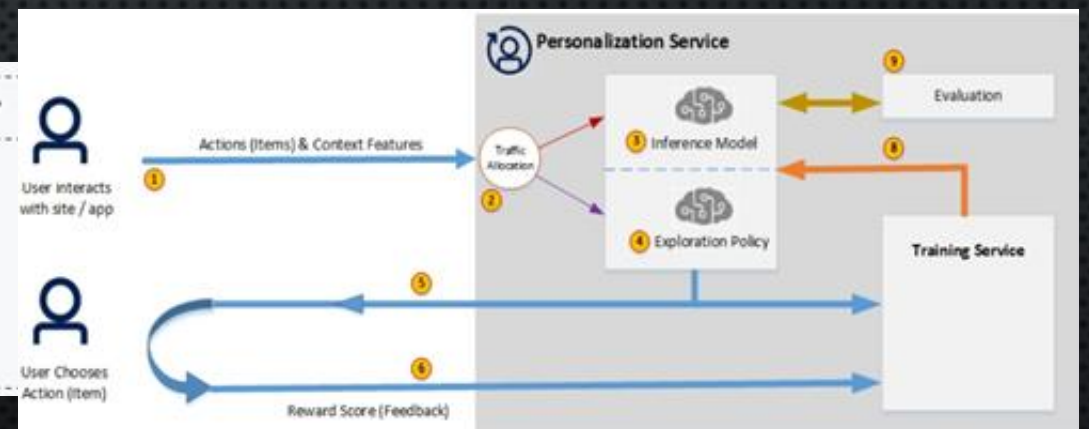 Personalization Service
9
Evaluation
Actions (Items) & Context Features
Traffic
Allocation
3 Inference Model
8
1
User interacts
with site / app
2
4 Exploration Policy
Training Service
5
User Chooses
Action (Item)
6
Reward Score (Feedback)